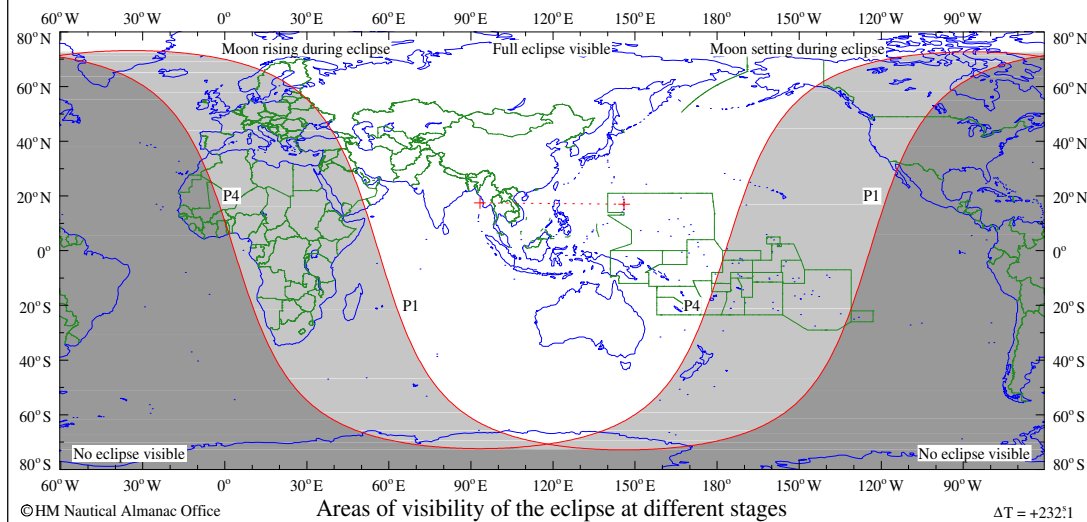 60° W 30° W 0° 30° E 60° E 90° E 120° E 150° E 180° 150° W 120° W 90° W
80° N Moon rising during eclipse Full eclipse visible Moon setting during eclipse 80° N
60° N 60° N
40° N 40° N
20° N P4 P1 20° N
0° 0°
20° S P1 P4 20° S
40° S 40° S
60° S 60° S
No eclipse visible No eclipse visible
80° S 80° S
60° W 30° W 0° 30° E 60° E 90° E 120° E 150° E 180° 150° W 120° W 90° W
©HM Nautical Almanac Office Areas of visibility of the eclipse at different stages ΔT = +232ˢ.1